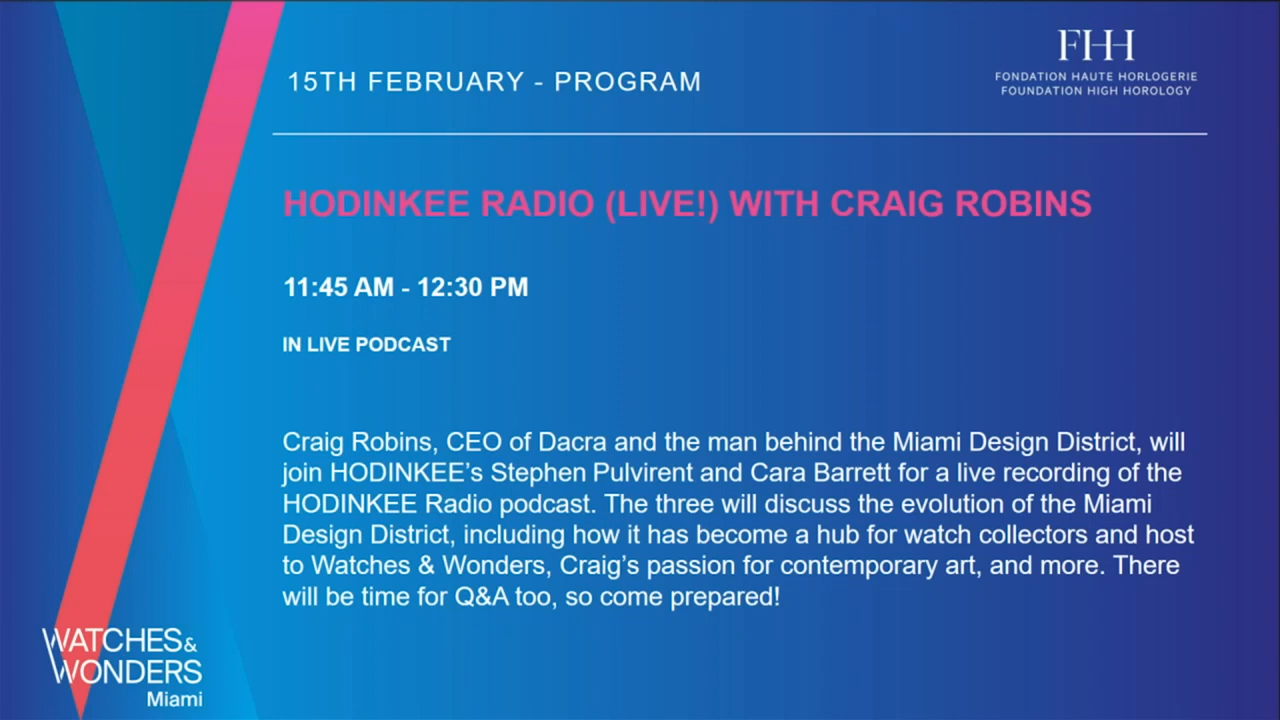 15TH FEBRUARY - PROGRAM
FHH
FONDATION HAUTE HORLOGERIE
FOUNDATION HIGH HOROLOGY
HODINKEE RADIO (LIVE!) WITH CRAIG ROBINS
11:45 AM - 12:30 PM
IN LIVE PODCAST
Craig Robins, CEO of Dacra and the man behind the Miami Design District, will
join HODINKEE’s Stephen Pulvirent and Cara Barrett for a live recording of the
HODINKEE Radio podcast. The three will discuss the evolution of the Miami
Design District, including how it has become a hub for watch collectors and host
to Watches & Wonders, Craig’s passion for contemporary art, and more. There
will be time for Q&A too, so come prepared!
WATCHES&
WONDERS
Miami